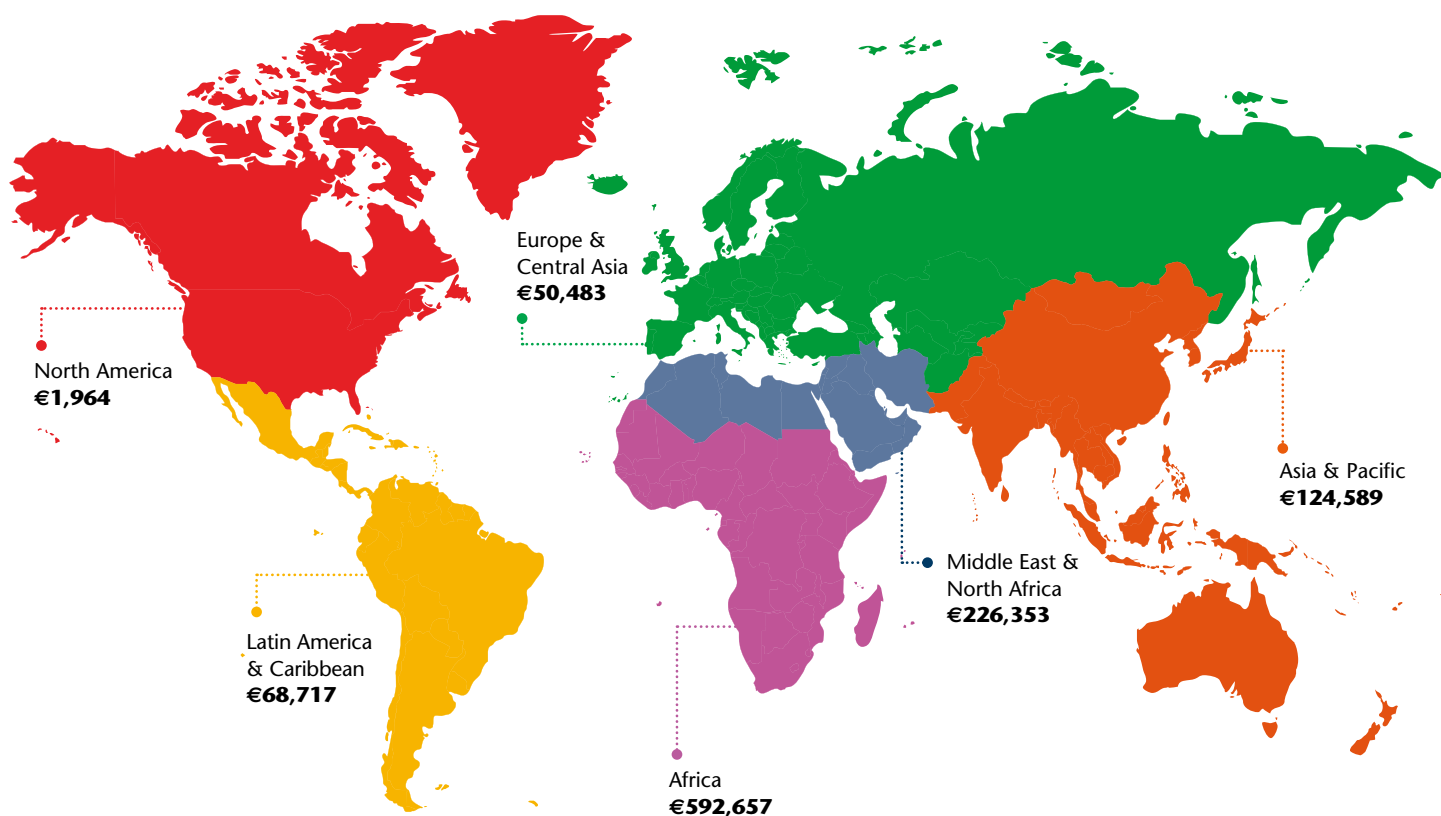 Europe &
Central Asia
€50,483
North America
€1,964
Asia & Pacific
€124,589
Middle East &
North Africa
€226,353
Latin America
& Caribbean
€68,717
Africa
€592,657